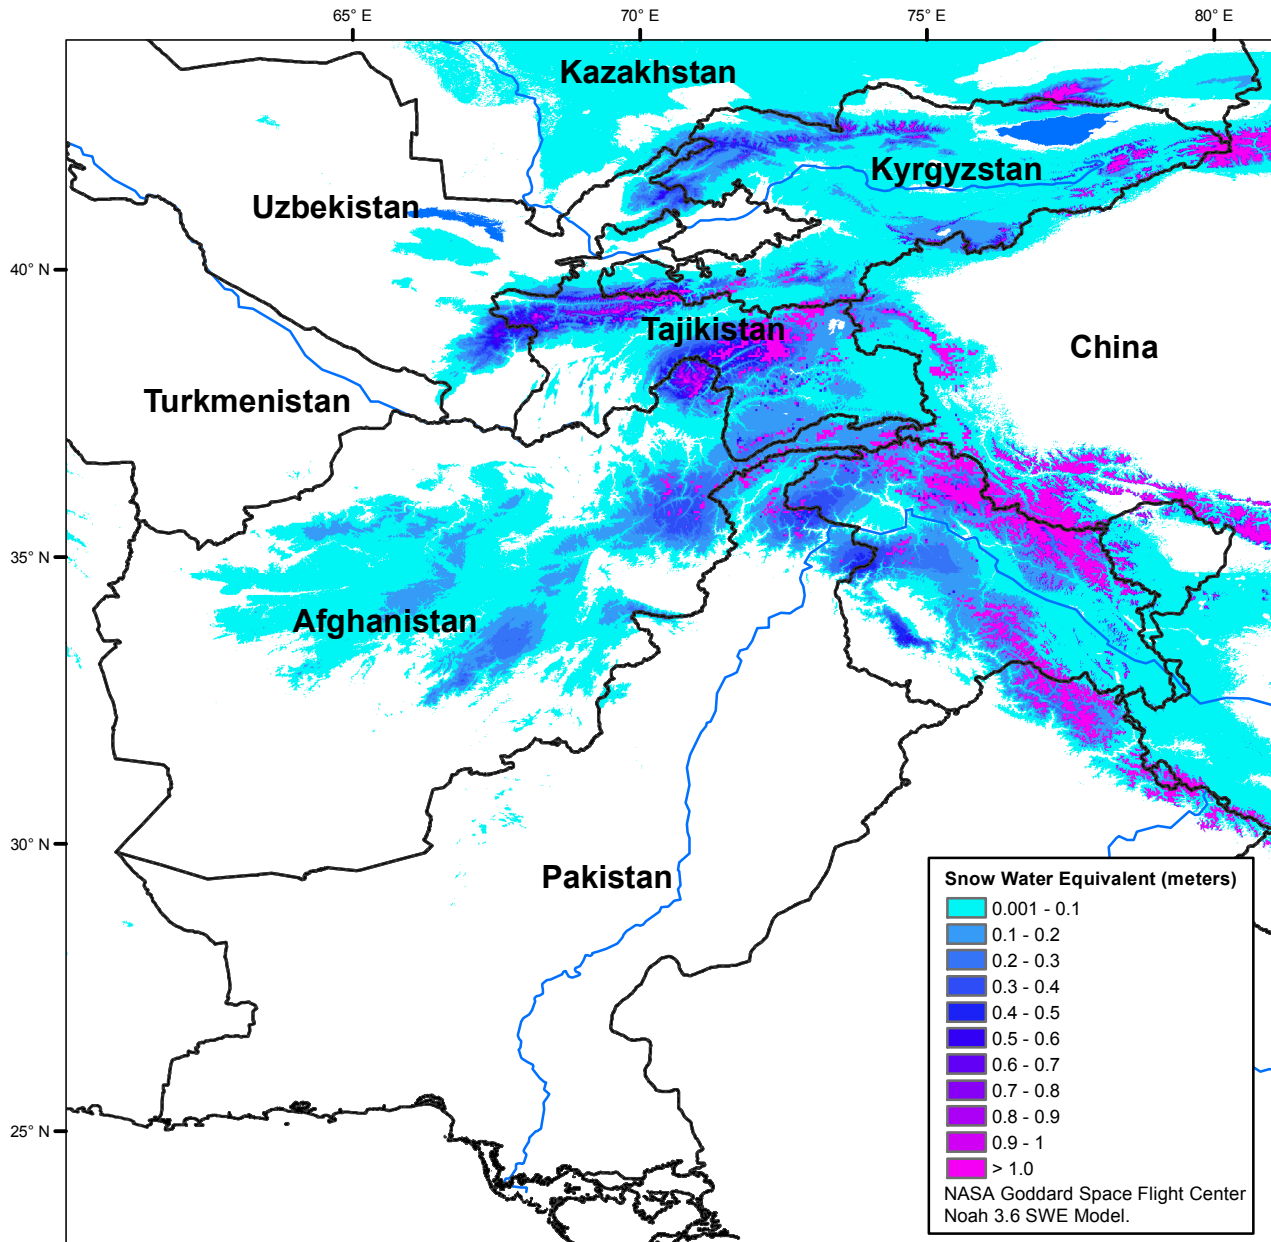 65° E
70° E
75° E
80° E
Kazakhstan
Kyrgyzstan
Uzbekistan
40° N
Tajikistan
China
Turkmenistan
35° N
Afghanistan
30° N
Pakistan
Snow Water Equivalent (meters)
0.001 - 0.1
0.1 - 0.2
0.2 - 0.3
0.3 - 0.4
0.4 - 0.5
0.5 - 0.6
0.6 - 0.7
0.7 - 0.8
0.8 - 0.9
0.9 - 1
> 1.0
NASA Goddard Space Flight Center
Noah 3.6 SWE Model.
25° N